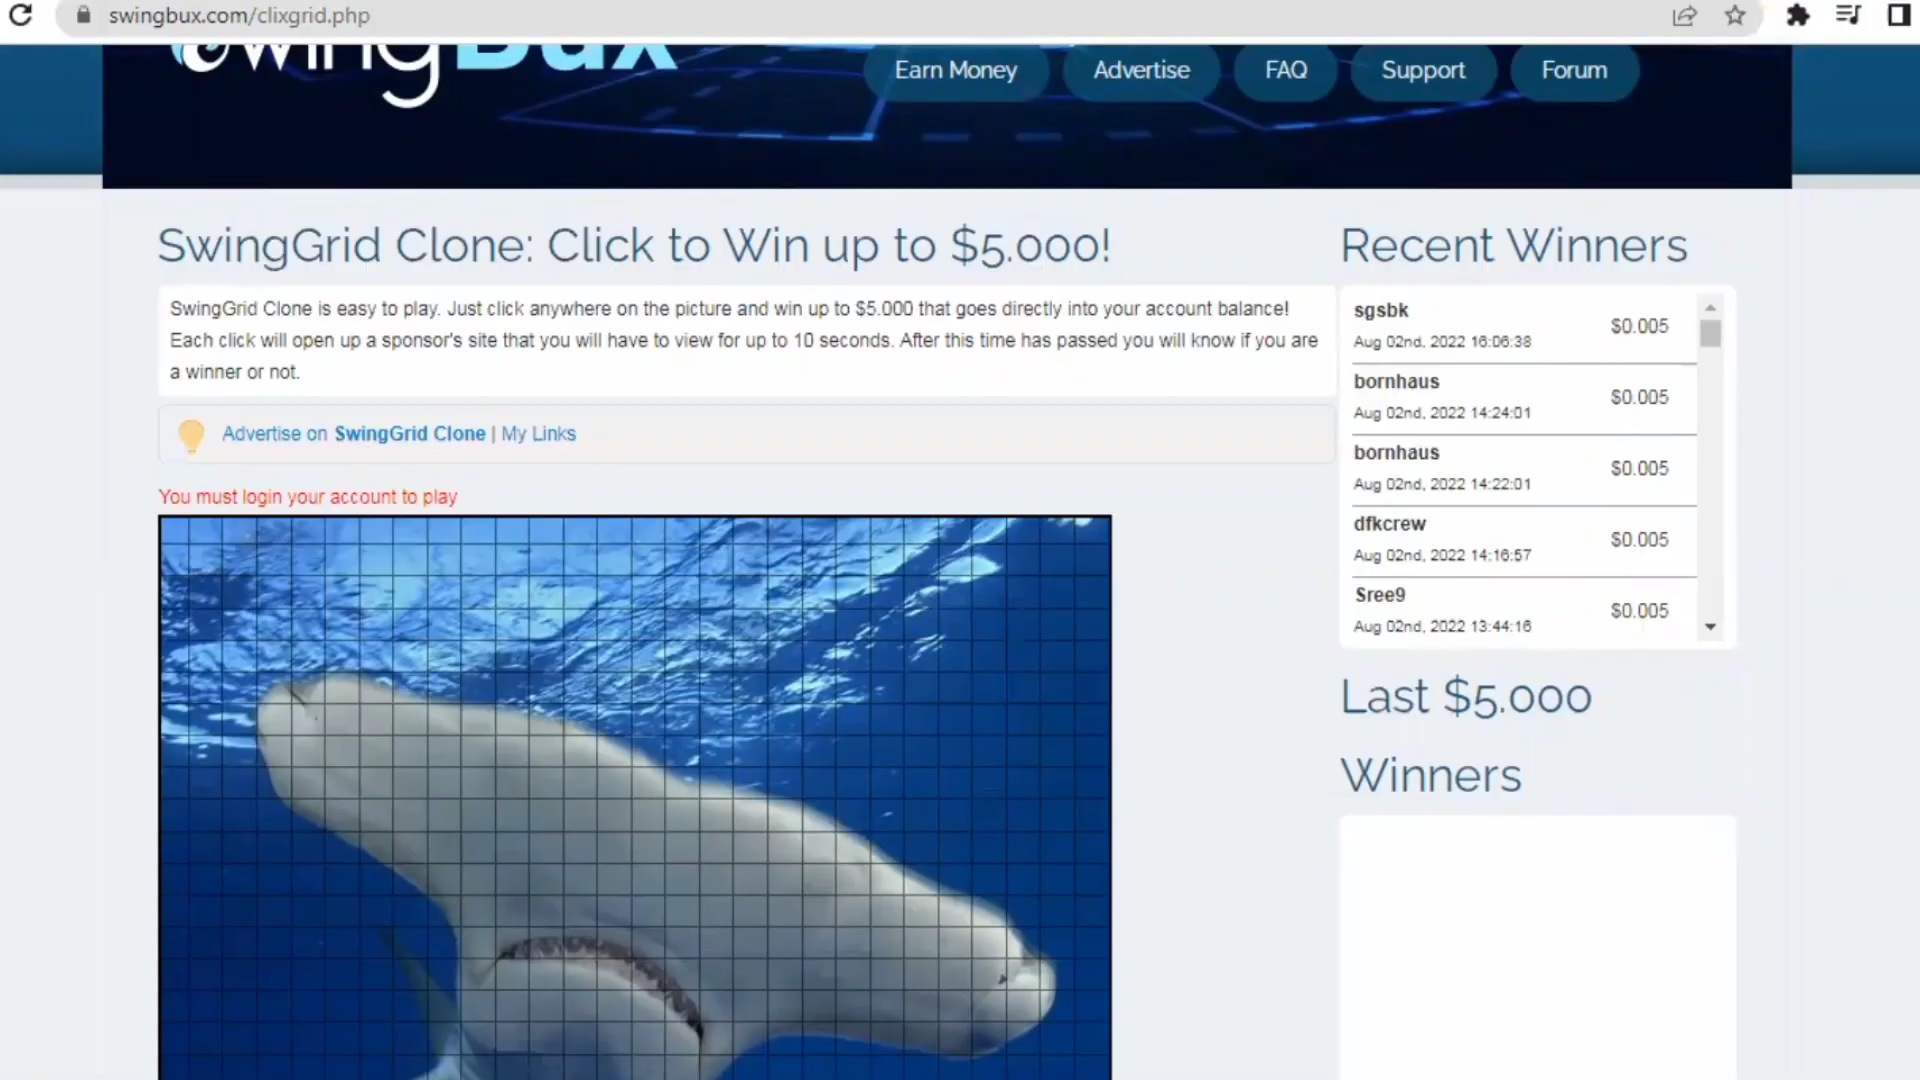 swingbux.com/clixgrid.php
SwingBux
Earn Money
Advertise
FAQ
Support
Forum
SwingGrid Clone: Click to Win up to $5.000!
SwingGrid Clone is easy to play. Just click anywhere on the picture and win up to $5.000 that goes directly into your account balance!
Each click will open up a sponsor's site that you will have to view for up to 10 seconds. After this time has passed you will know if you are
a winner or not.
Advertise on SwingGrid Clone | My Links
You must login your account to play
Recent Winners
sgsbk
Aug 02nd, 2022 16:06:38
$0.005
bornhaus
Aug 02nd, 2022 14:24:01
$0.005
bornhaus
Aug 02nd, 2022 14:22:01
$0.005
dfkcrew
Aug 02nd, 2022 14:16:57
$0.005
Sree9
Aug 02nd, 2022 13:44:16
$0.005
Last $5.000
Winners